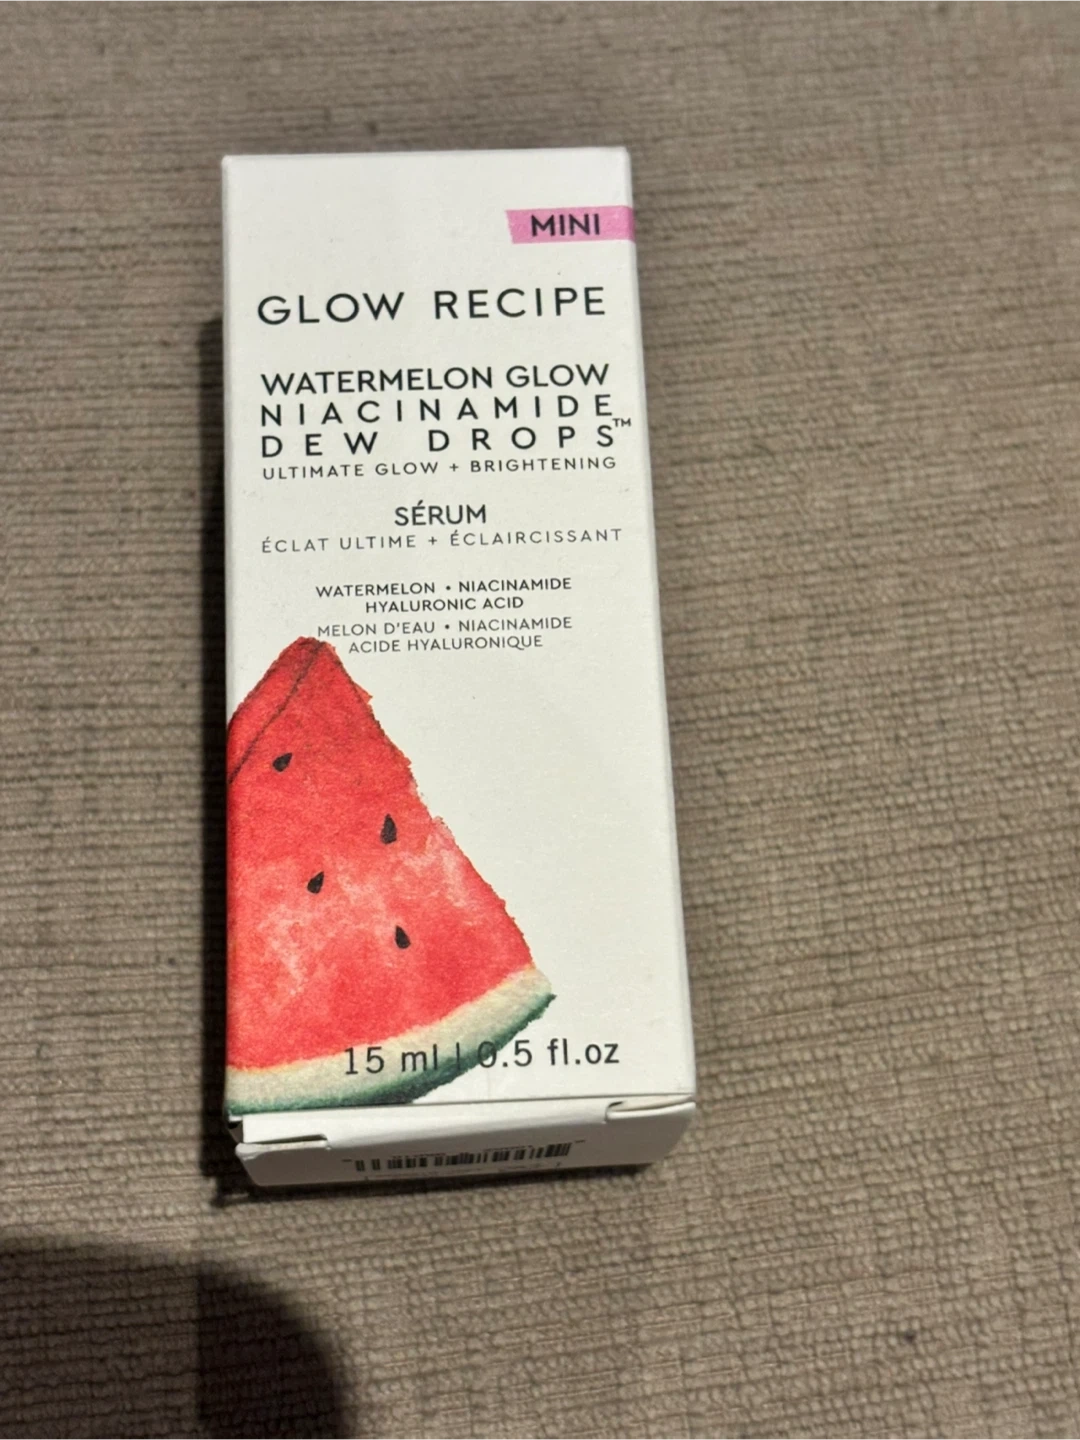 MINI
GLOW RECIPE
WATERMELON GLOW
NIACINAMIDE
DEW DROPS™
ULTIMATE GLOW + BRIGHTENING
SÉRUM
ÉCLAT ULTIME + ÉCLAIRCISSANT
WATERMELON • NIACINAMIDE
HYALURONIC ACID
MELON D'EAU • NIACINAMIDE
ACIDE HYALURONIQUE
15 ml | 0.5 fl.oz